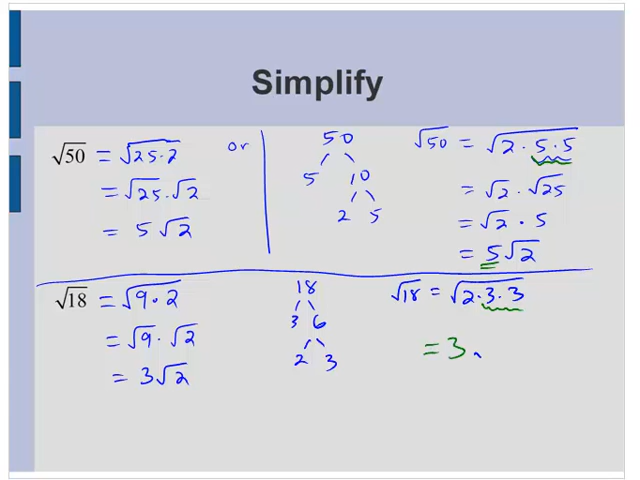 Simplify
√50 = √25·2
= √25 · √2
= 5 √2
or
50
5 10
2 5
√50 = √2 · 5 · 5
= √2 · √25
= √2 · 5
= 5√2
√18 = √9 · 2
= √9 · √2
= 3√2
18
3 6
2 3
√18 = √2 · 3 · 3
= 3